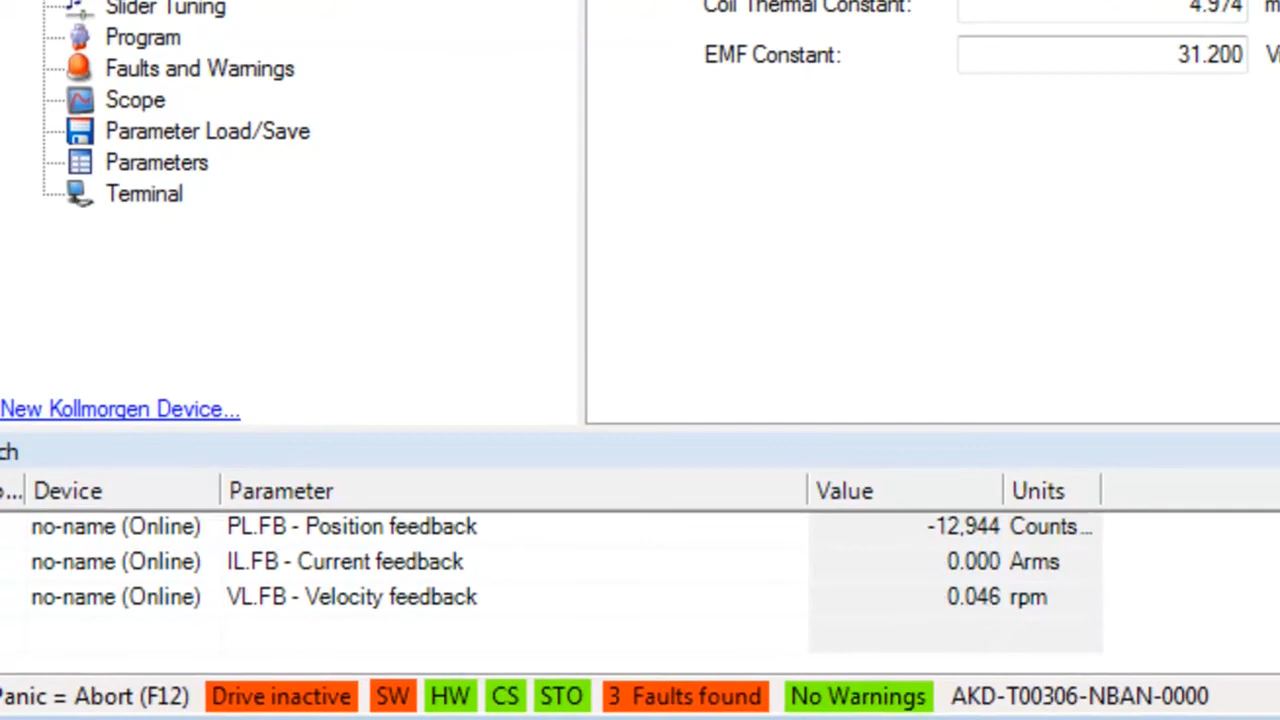 Slider Tuning
Program
Faults and Warnings
Scope
Parameter Load/Save
Parameters
Terminal
New Kollmorgen Device...
Coil Thermal Constant: 4.974
EMF Constant: 31.200
Device Parameter Value Units
no-name (Online) PL.FB - Position feedback -12,944 Counts...
no-name (Online) IL.FB - Current feedback 0.000 Arms
no-name (Online) VL.FB - Velocity feedback 0.046 rpm
Panic = Abort (F12) Drive inactive SW HW CS STO 3 Faults found No Warnings AKD-T00306-NBAN-0000